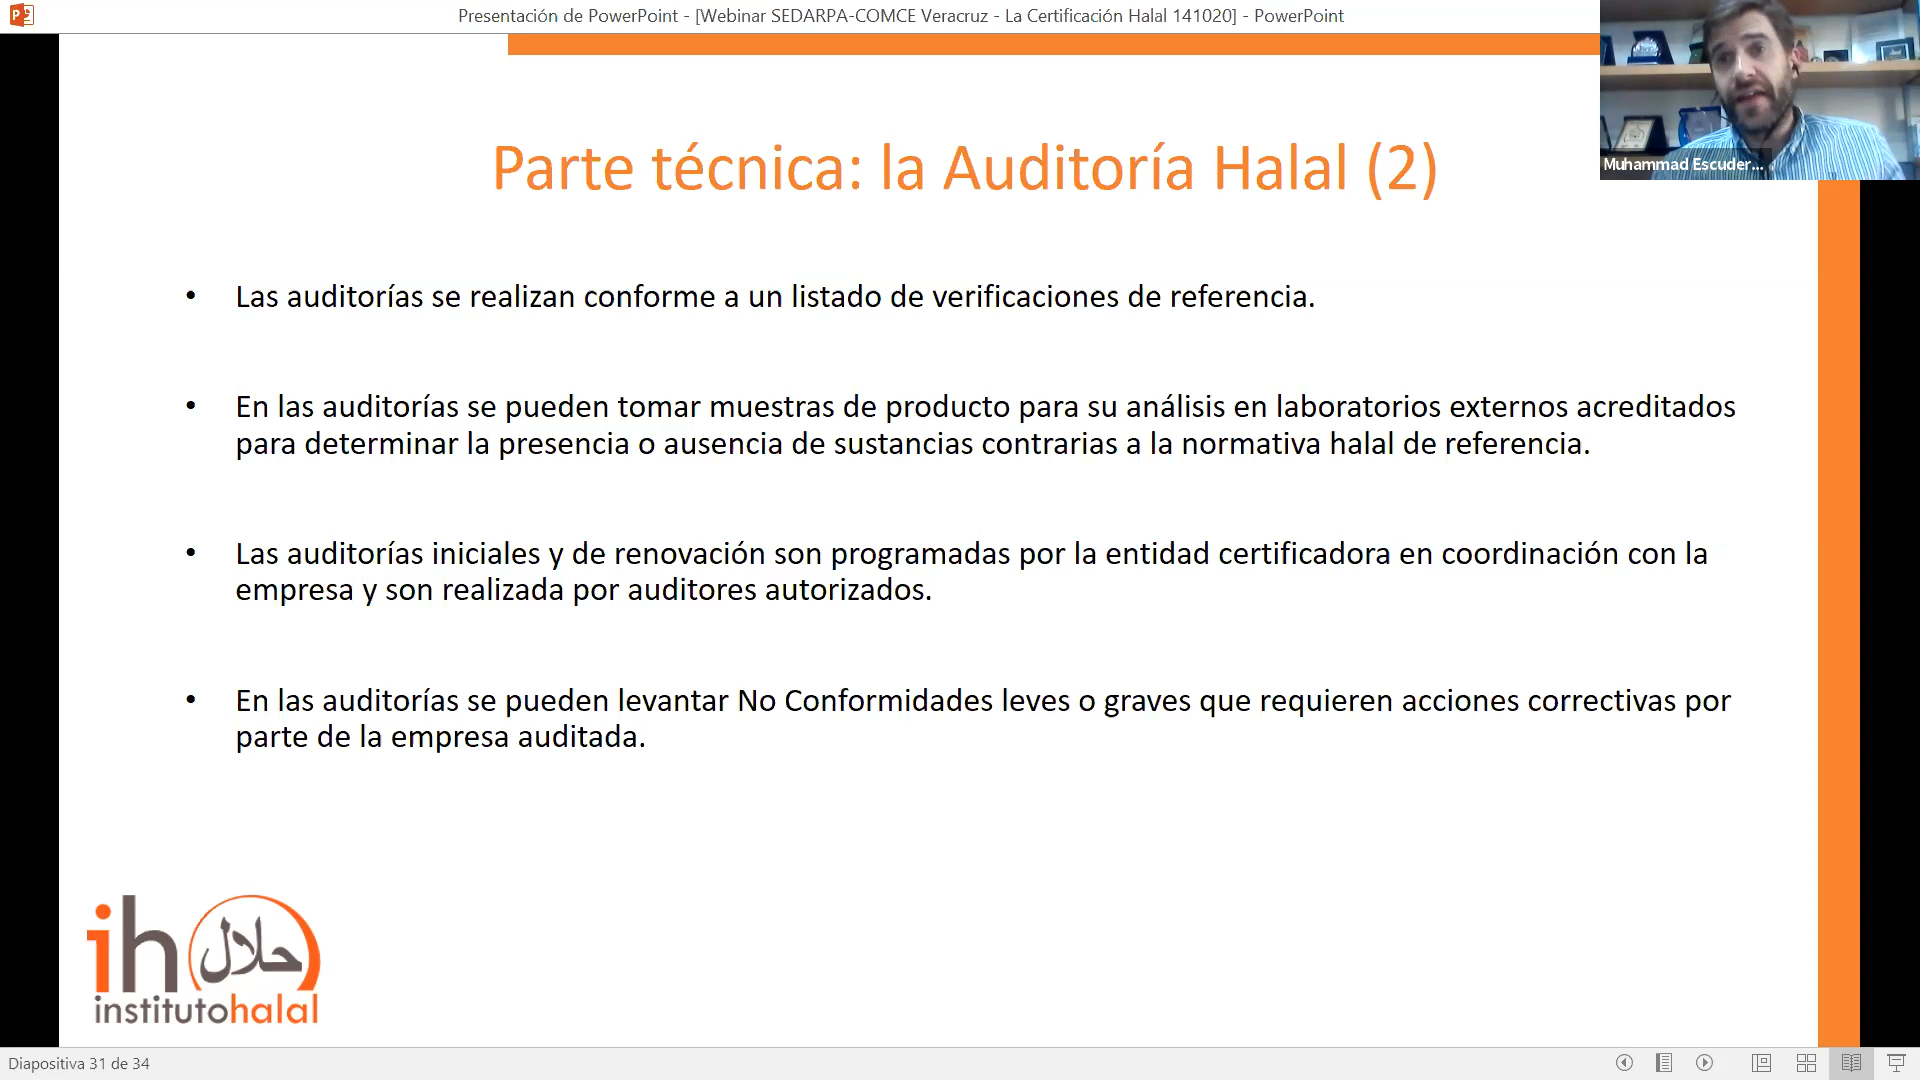 Presentación de PowerPoint - [Webinar SEDARPA-COMCE Veracruz - La Certificación Halal 141020] - PowerPoint
Muhammad Escuder...
Parte técnica: la Auditoría Halal (2)
• Las auditorías se realizan conforme a un listado de verificaciones de referencia.
• En las auditorías se pueden tomar muestras de producto para su análisis en laboratorios externos acreditados
para determinar la presencia o ausencia de sustancias contrarias a la normativa halal de referencia.
• Las auditorías iniciales y de renovación son programadas por la entidad certificadora en coordinación con la
empresa y son realizada por auditores autorizados.
• En las auditorías se pueden levantar No Conformidades leves o graves que requieren acciones correctivas por
parte de la empresa auditada.
ih حلال
institutohalal
Diapositiva 31 de 34